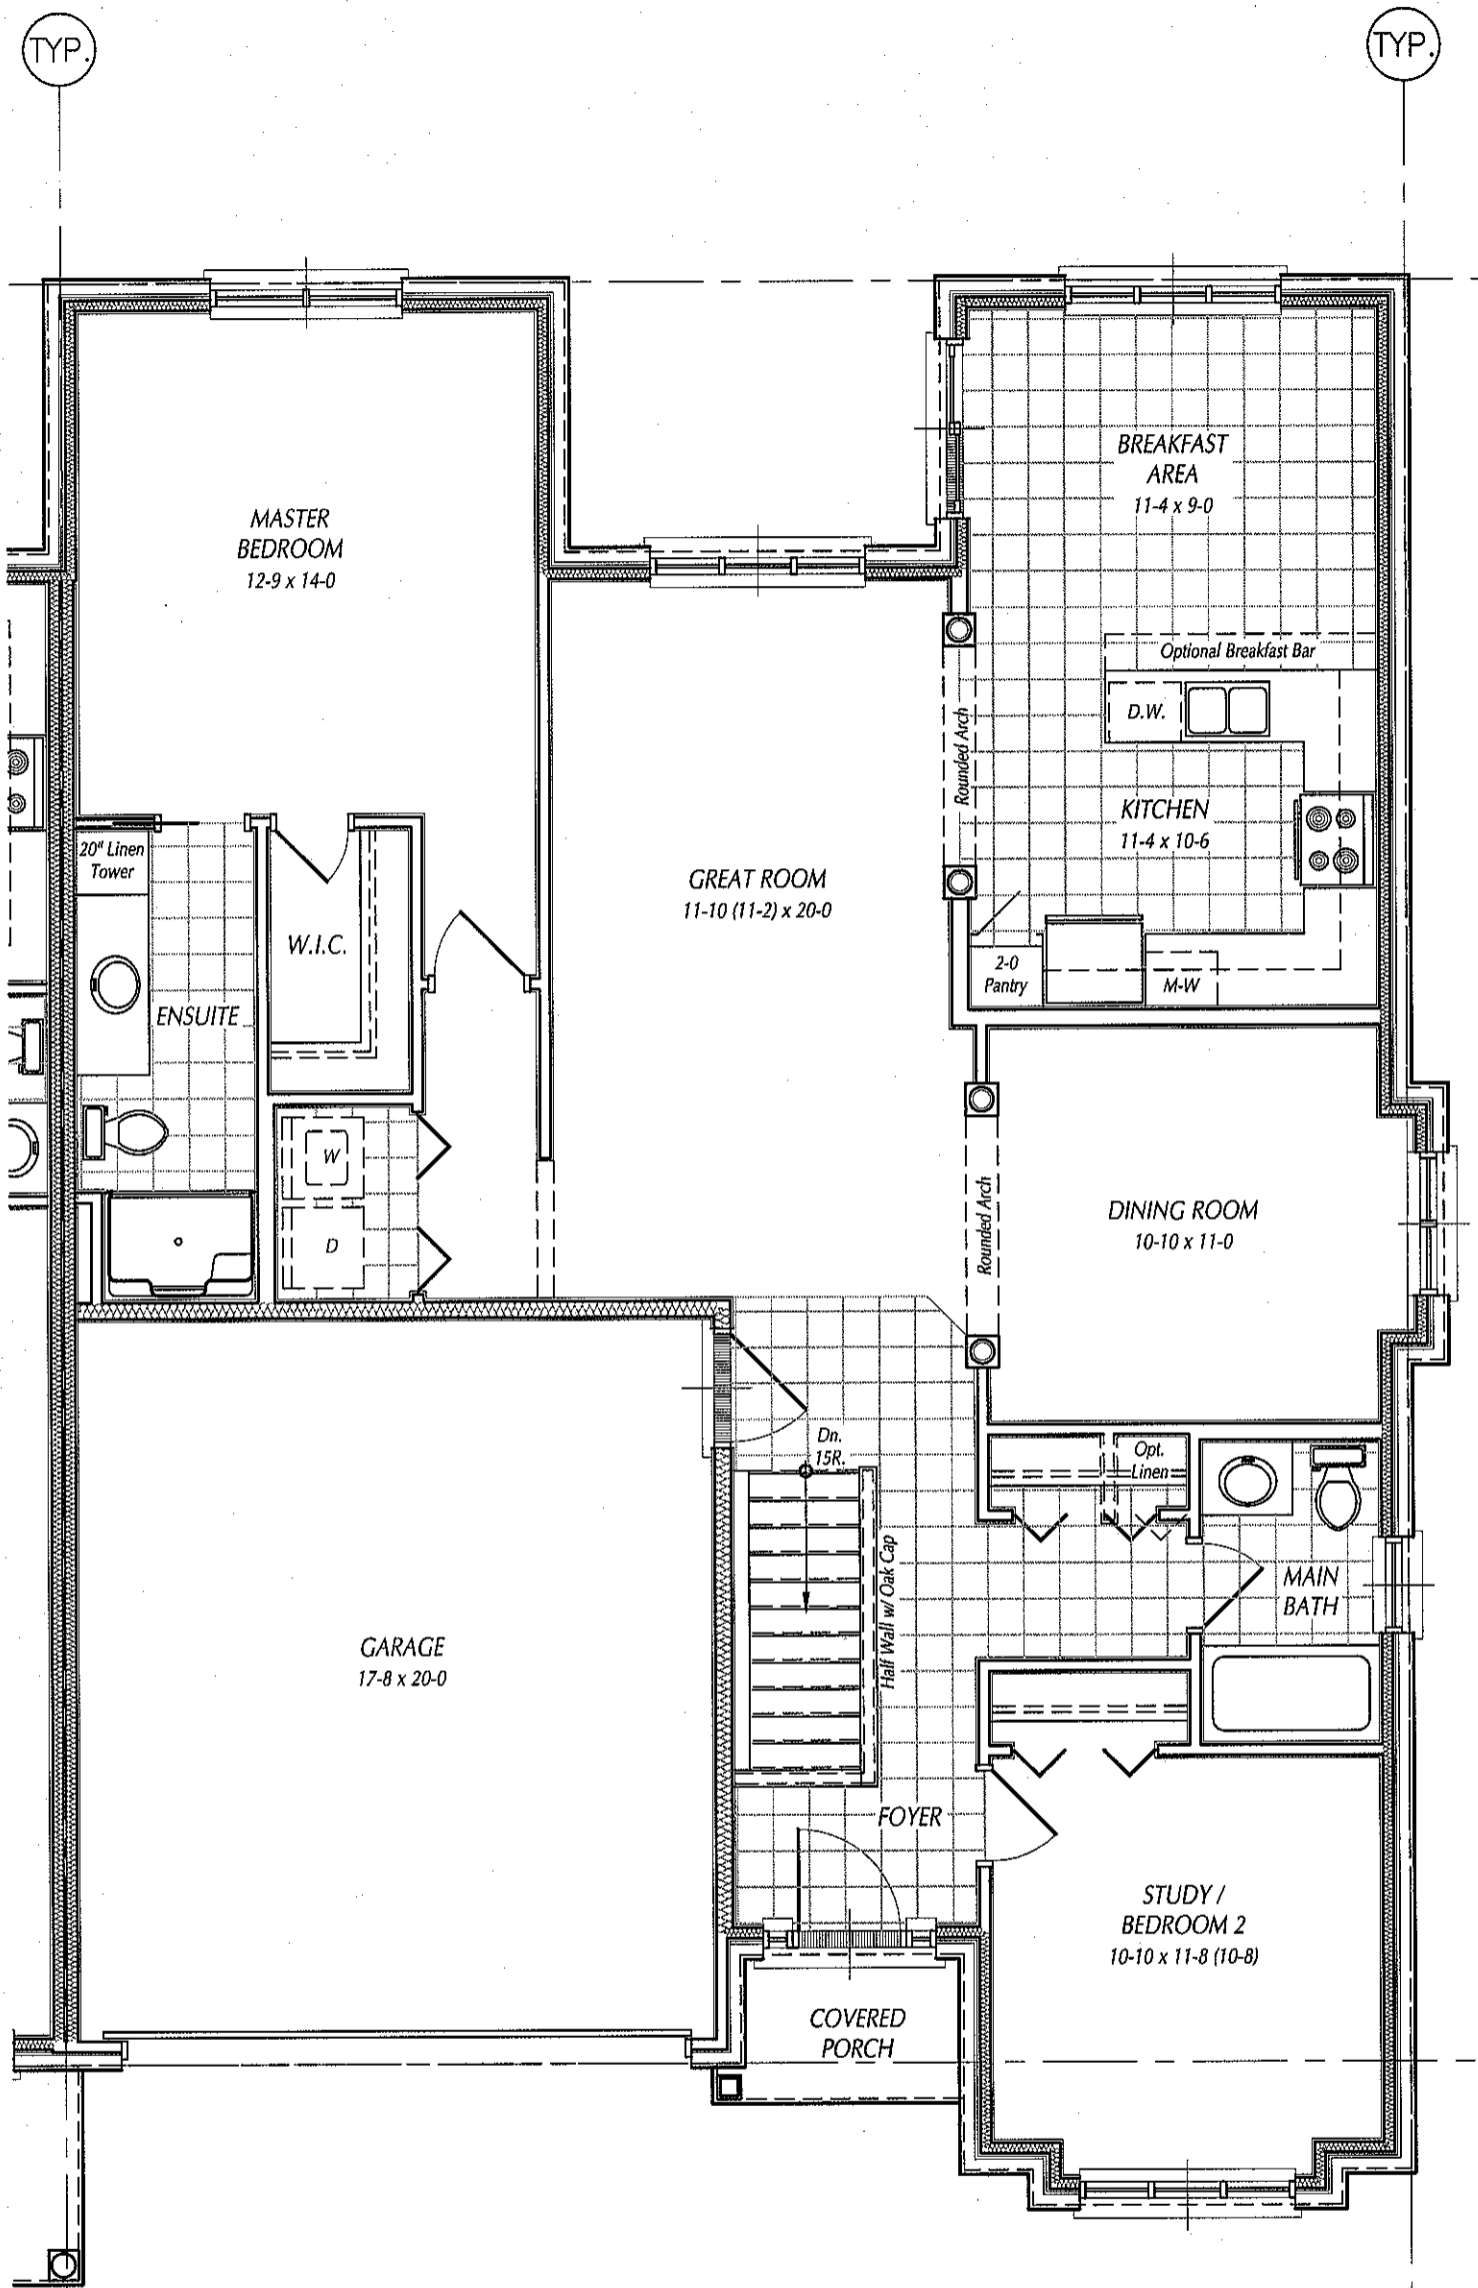 TYP.
TYP.
BREAKFAST
AREA
11-4 x 9-0
MASTER
BEDROOM
12-9 x 14-0
Optional Breakfast Bar
D.W.
Rounded Arch
KITCHEN
11-4 x 10-6
20" Linen
Tower
GREAT ROOM
11-10 (11-2) x 20-0
W.I.C.
2-0
Pantry
M-W
ENSUITE
W
D
Rounded Arch
DINING ROOM
10-10 x 11-0
Dn.
15R.
Opt.
Linen
Half Wall w/ Oak Cap
MAIN
BATH
GARAGE
17-8 x 20-0
FOYER
STUDY /
BEDROOM 2
10-10 x 11-8 (10-8)
COVERED
PORCH